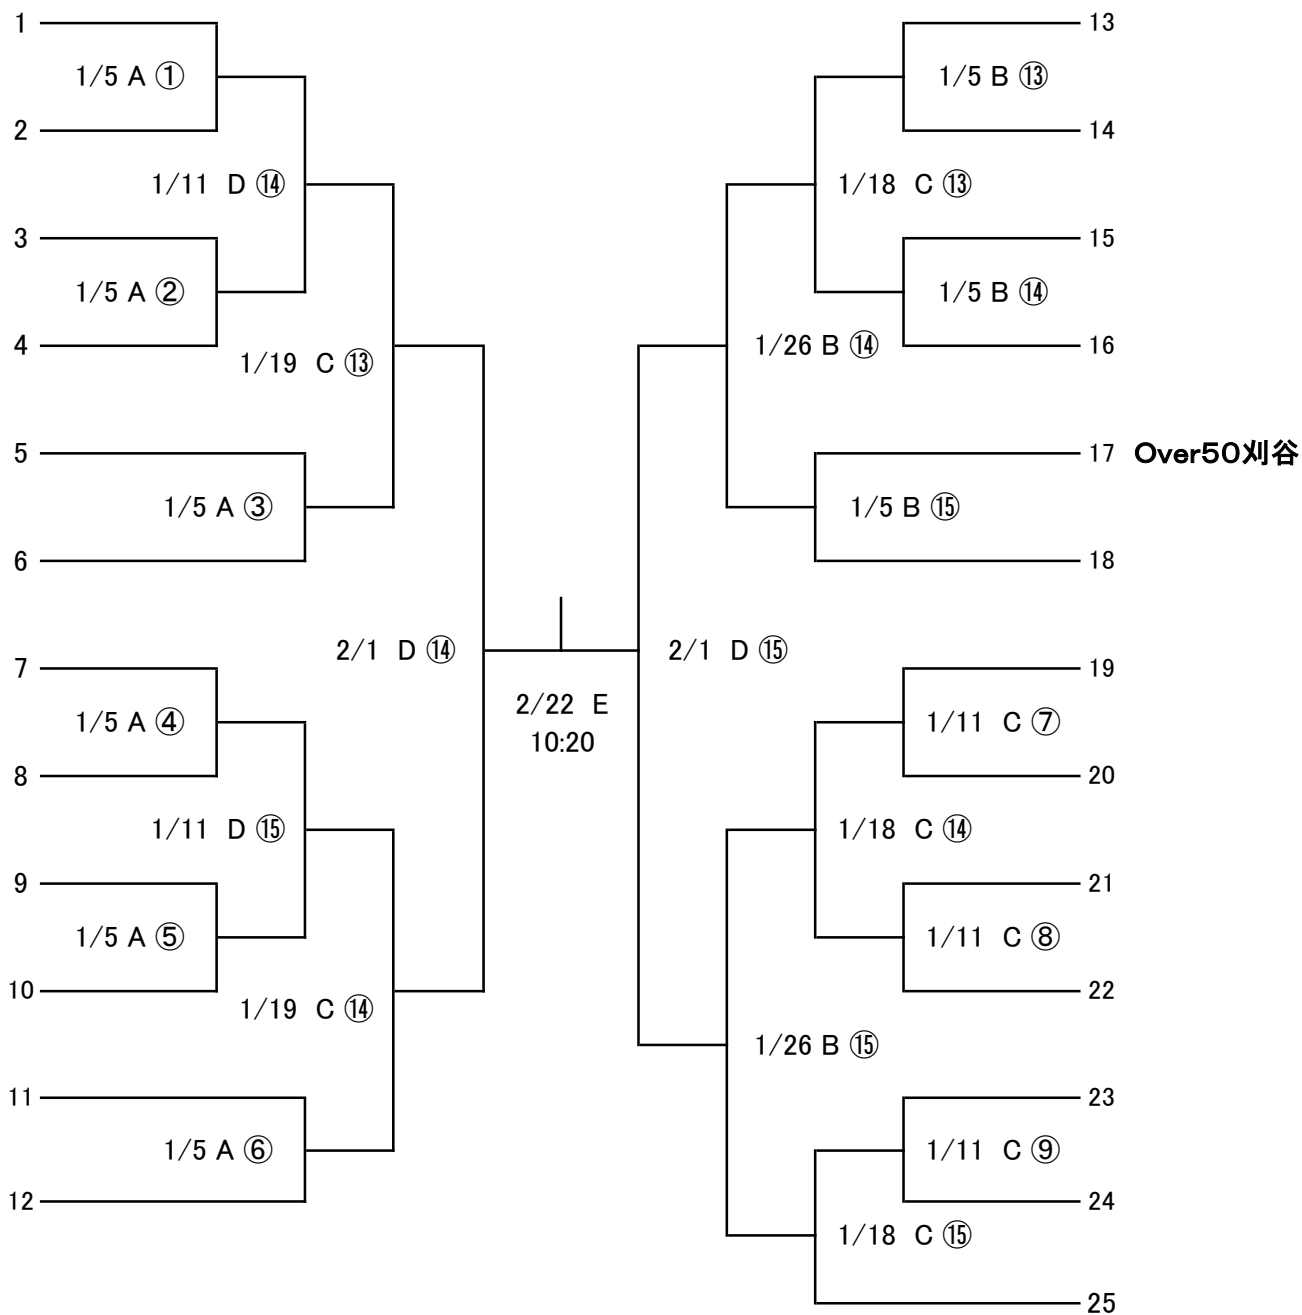 1
1/5 A ①
2
1/11 D ⑭
3
1/5 A ②
4
1/19 C ⑬
5
1/5 A ③
6
2/1 D ⑭
7
1/5 A ④
8
1/11 D ⑮
9
1/5 A ⑤
10
1/19 C ⑭
11
1/5 A ⑥
12
2/22 E
10:20
13
1/5 B ⑬
14
1/18 C ⑬
15
1/5 B ⑭
16
1/26 B ⑭
17 Over50刈谷
1/5 B ⑮
18
2/1 D ⑮
19
1/11 C ⑦
20
1/18 C ⑭
21
1/11 C ⑧
22
1/26 B ⑮
23
1/11 C ⑨
24
1/18 C ⑮
25